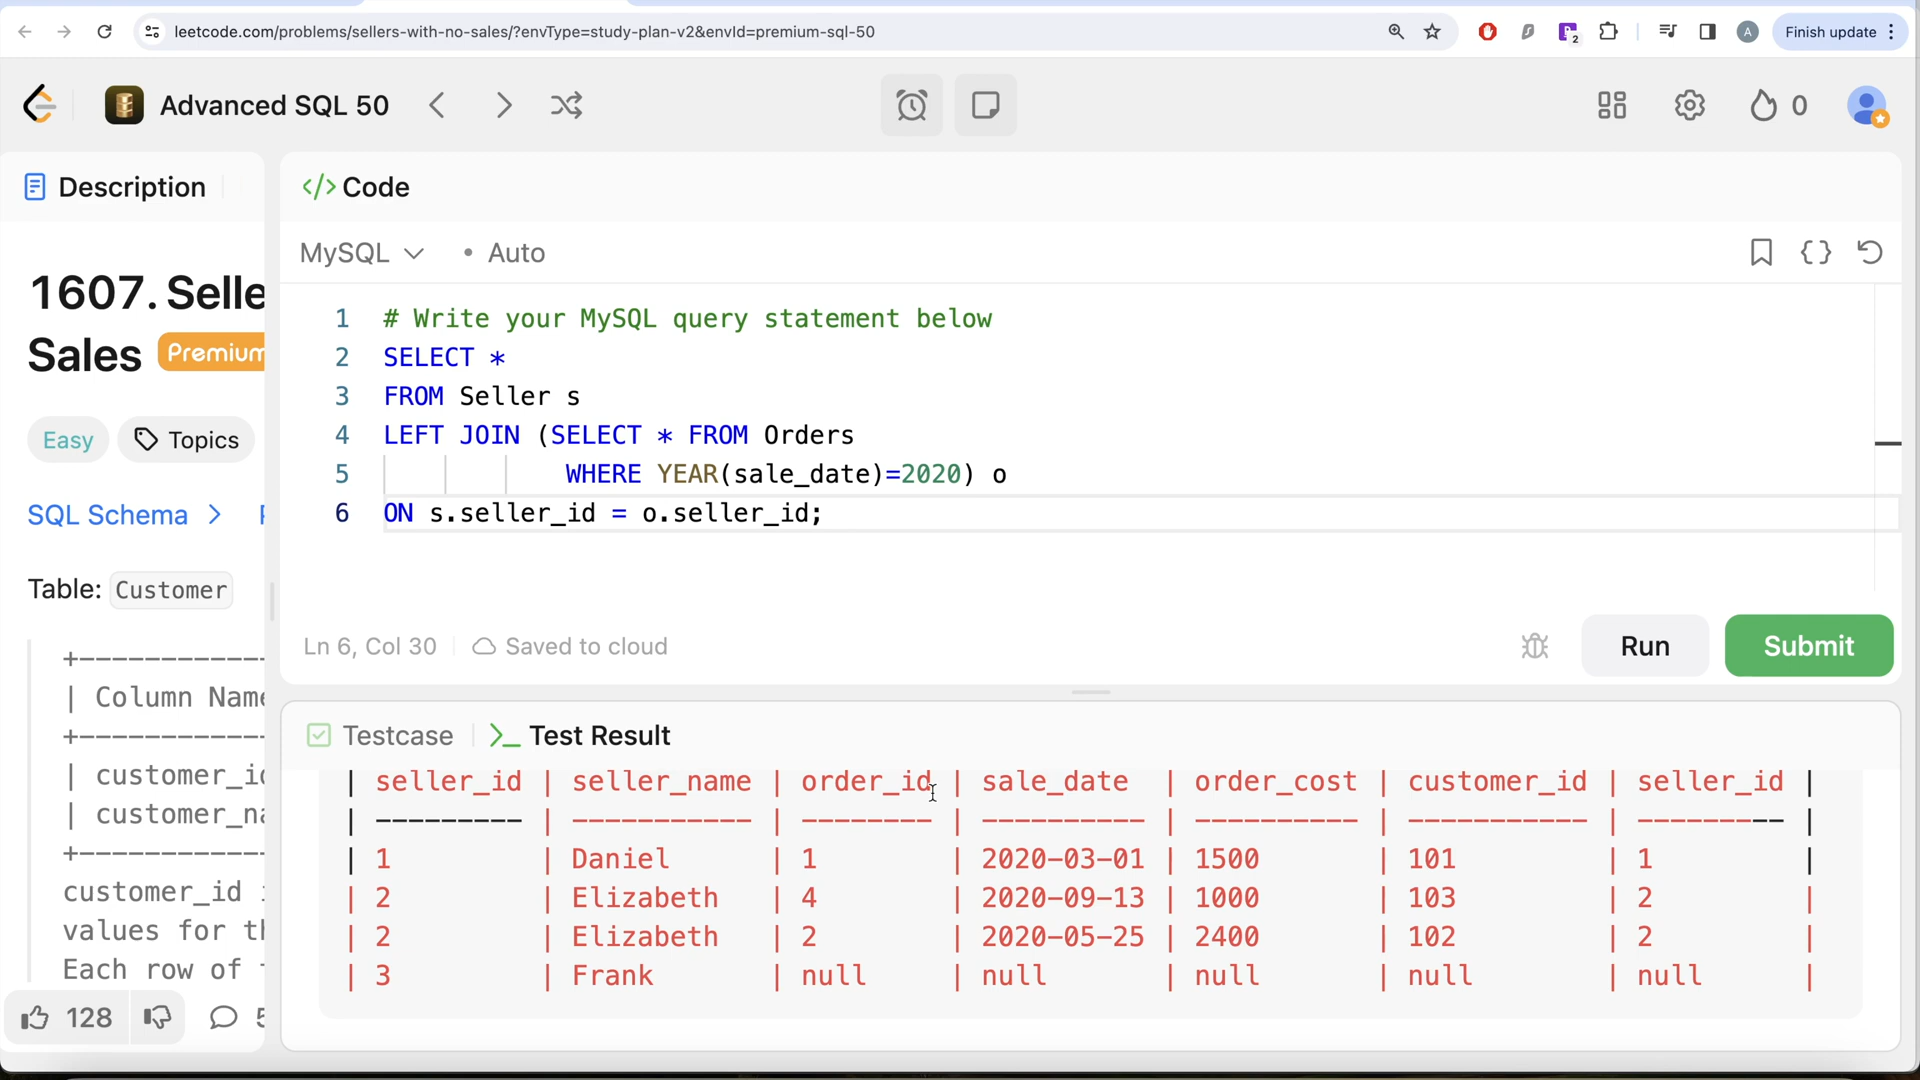 leetcode.com/problems/sellers-with-no-sales/?envType=study-plan-v2&envId=premium-sql-50
2
A
Finish update
Advanced SQL 50
0
Description
1607. Selle
Sales Premium
Easy Topics
SQL Schema
Table: Customer
+-------------
| Column Name
+-------------
| customer_id
| customer_na
+-------------
customer_id
values for th
Each row of
128
</> Code
MySQL • Auto
1 # Write your MySQL query statement below
2 SELECT *
3 FROM Seller s
4 LEFT JOIN (SELECT * FROM Orders
5 WHERE YEAR(sale_date)=2020) o
6 ON s.seller_id = o.seller_id;
Ln 6, Col 30 Saved to cloud
Run
Submit
Testcase
>_ Test Result
| seller_id | seller_name | order_id | sale_date | order_cost | customer_id | seller_id |
| --------- | ----------- | -------- | ---------- | ---------- | ----------- | --------- |
| 1 | Daniel | 1 | 2020-03-01 | 1500 | 101 | 1 |
| 2 | Elizabeth | 4 | 2020-09-13 | 1000 | 103 | 2 |
| 2 | Elizabeth | 2 | 2020-05-25 | 2400 | 102 | 2 |
| 3 | Frank | null | null | null | null | null |